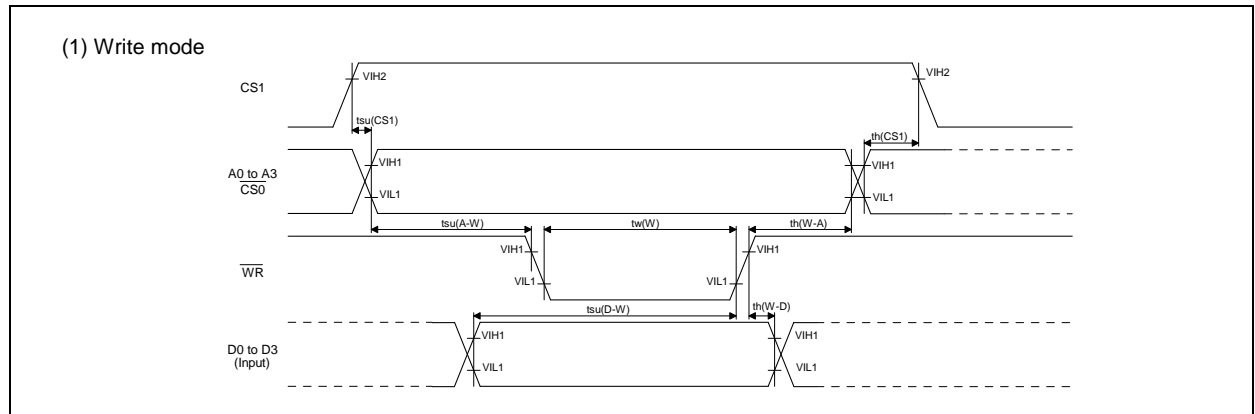 (1) Write mode
CS1
VIH2
VIH2
tsu(CS1)
th(CS1)
A0 to A3
CS0
VIH1
VIL1
VIH1
VIL1
tsu(A-W)
tw(W)
th(W-A)
WR
VIH1
VIL1
VIL1
VIH1
tsu(D-W)
th(W-D)
D0 to D3
(Input)
VIH1
VIL1
VIH1
VIL1